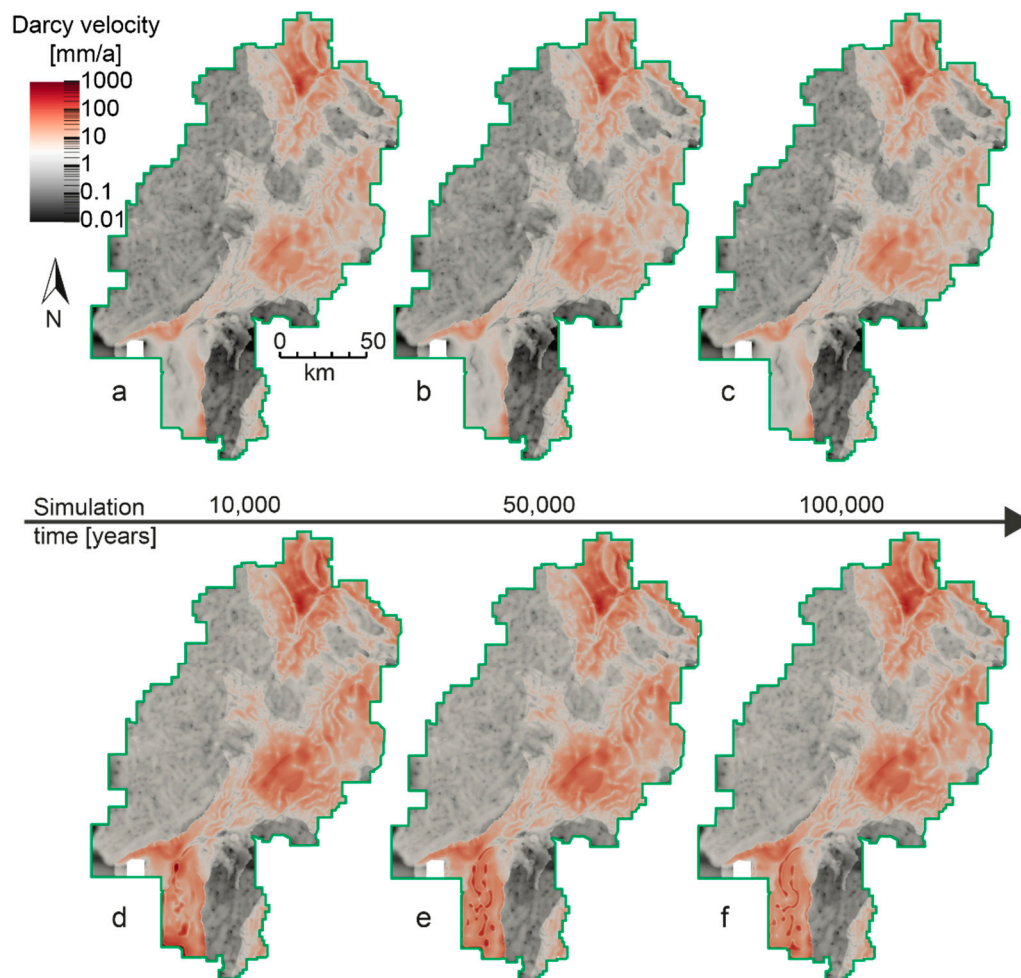 Darcy velocity
[mm/a]
1000
100
10
1
0.1
0.01
N
0 50
km
a
b
c
Simulation 10,000 50,000 100,000
time [years]
d
e
f